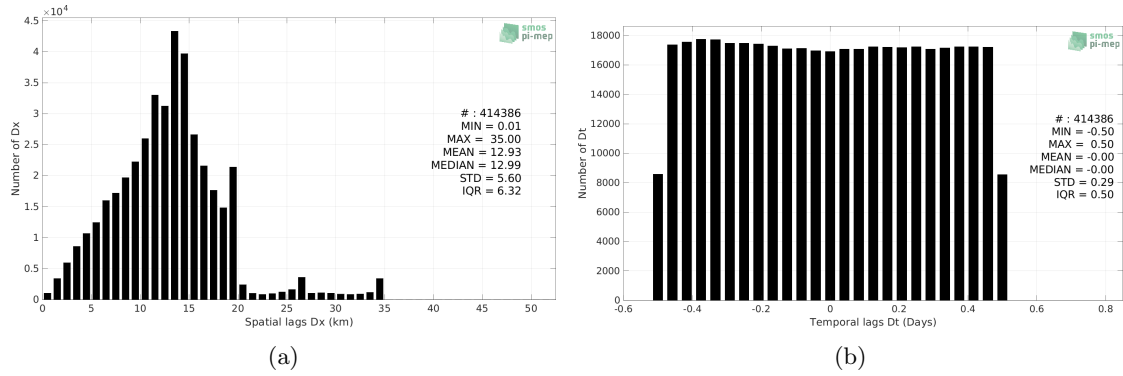 ×10⁴
4.5
4
3.5
3
2.5
2
1.5
1
0.5
0
Number of Dx
smos
pi-mep
# : 414386
MIN = 0.01
MAX =  35.00
MEAN = 12.93
MEDIAN = 12.99
STD = 5.60
IQR = 6.32
0 5 10 15 20 25 30 35 40 45 50
Spatial lags Dx (km)
(a)
18000
16000
14000
12000
10000
8000
6000
4000
2000
0
Number of Dt
smos
pi-mep
# : 414386
MIN = -0.50
MAX =  0.50
MEAN = -0.00
MEDIAN = -0.00
STD = 0.29
IQR = 0.50
-0.6 -0.4 -0.2 0 0.2 0.4 0.6 0.8
Temporal lags Dt (Days)
(b)